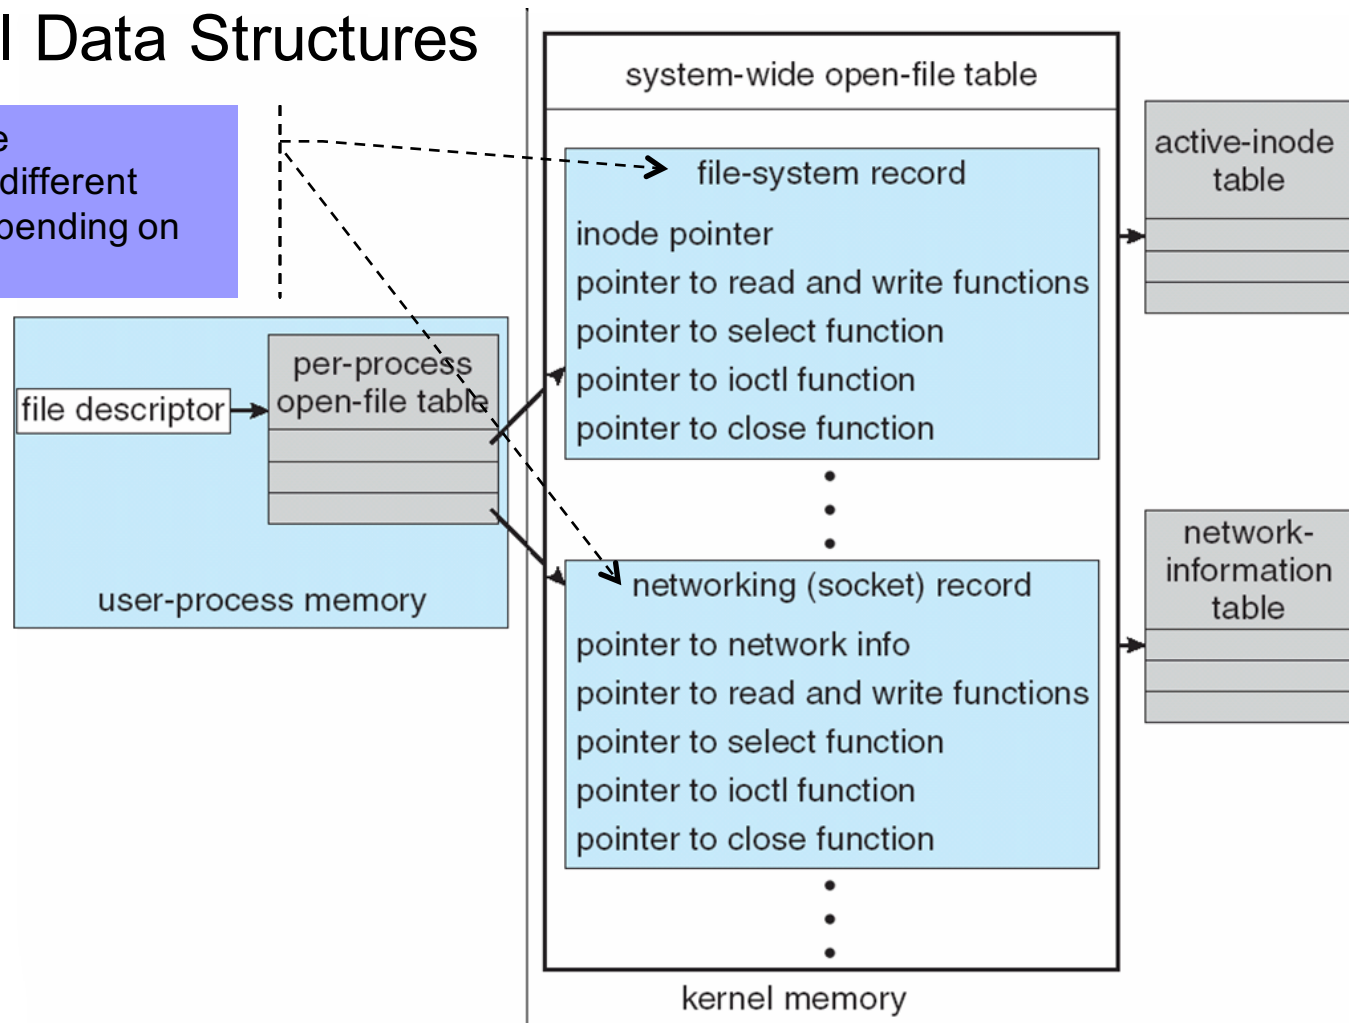 l Data Structures
e
different
pending on
file descriptor
per-process
open-file table
user-process memory
system-wide open-file table
file-system record
inode pointer
pointer to read and write functions
pointer to select function
pointer to ioctl function
pointer to close function
networking (socket) record
pointer to network info
pointer to read and write functions
pointer to select function
pointer to ioctl function
pointer to close function
kernel memory
active-inode
table
network-
information
table